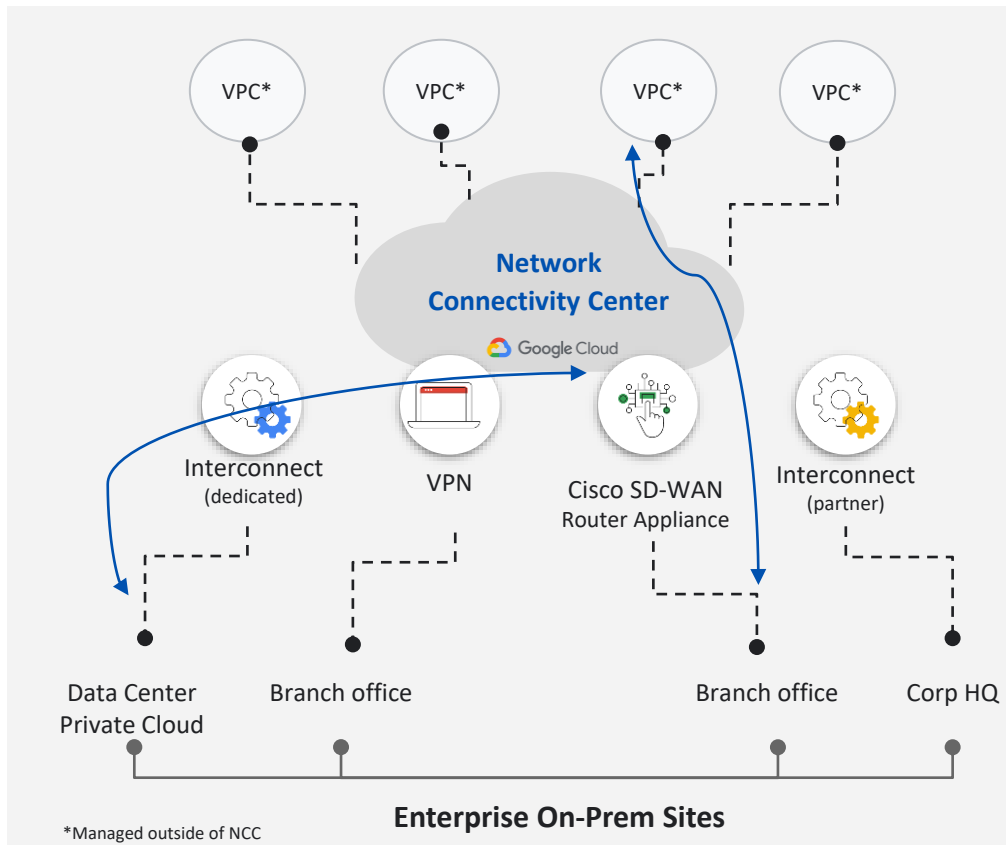 VPC*
VPC*
VPC*
VPC*
Network
Connectivity Center
Google Cloud
Interconnect
(dedicated)
VPN
Cisco SD-WAN
Router Appliance
Interconnect
(partner)
Data Center
Private Cloud
Branch office
Branch office
Corp HQ
Enterprise On-Prem Sites
*Managed outside of NCC